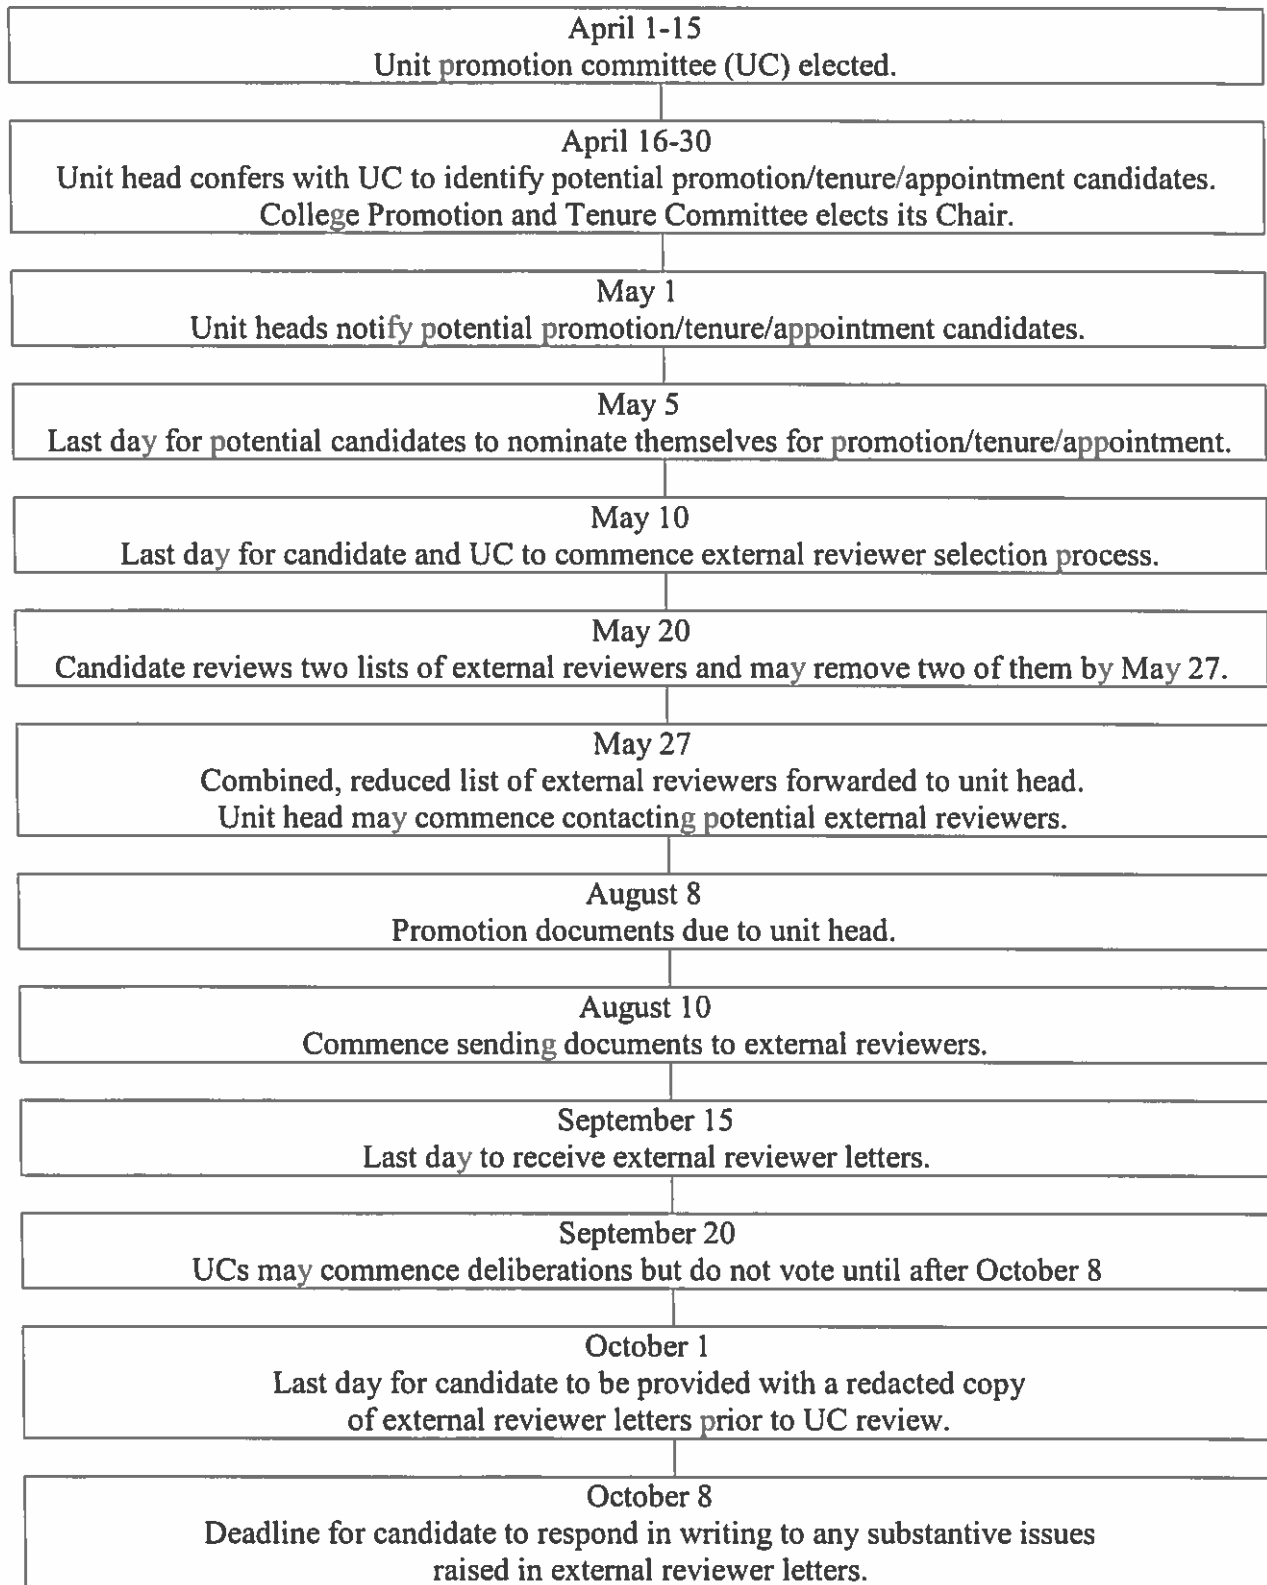 April 1-15
Unit promotion committee (UC) elected.
April 16-30
Unit head confers with UC to identify potential promotion/tenure/appointment candidates.
College Promotion and Tenure Committee elects its Chair.
May 1
Unit heads notify potential promotion/tenure/appointment candidates.
May 5
Last day for potential candidates to nominate themselves for promotion/tenure/appointment.
May 10
Last day for candidate and UC to commence external reviewer selection process.
May 20
Candidate reviews two lists of external reviewers and may remove two of them by May 27.
May 27
Combined, reduced list of external reviewers forwarded to unit head.
Unit head may commence contacting potential external reviewers.
August 8
Promotion documents due to unit head.
August 10
Commence sending documents to external reviewers.
September 15
Last day to receive external reviewer letters.
September 20
UCs may commence deliberations but do not vote until after October 8
October 1
Last day for candidate to be provided with a redacted copy
of external reviewer letters prior to UC review.
October 8
Deadline for candidate to respond in writing to any substantive issues
raised in external reviewer letters.